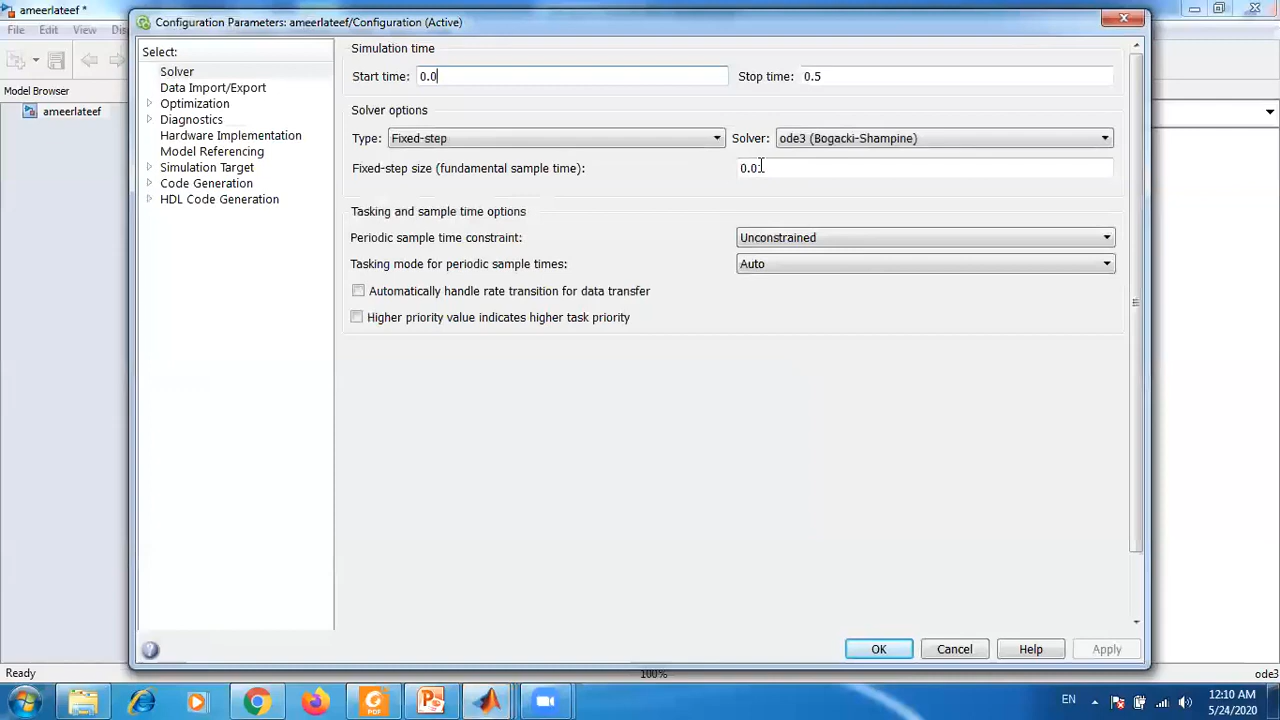 ameerlateef *
Configuration Parameters: ameerlateef/Configuration (Active)
File Edit View
Select:
Simulation time
Solver
Start time: 0.0 Stop time: 0.5
Data Import/Export
Model Browser
Optimization
Solver options
ameerlateef
Diagnostics
Hardware Implementation
Type: Fixed-step Solver: ode3 (Bogacki-Shampine)
Model Referencing
Simulation Target
Fixed-step size (fundamental sample time):
Code Generation
HDL Code Generation
Tasking and sample time options
Periodic sample time constraint: Unconstrained
Tasking mode for periodic sample times: Auto
Automatically handle rate transition for data transfer
Higher priority value indicates higher task priority
OK Cancel Help Apply
Ready 100% ode3
PDF
EN 12:10 AM
5/24/2020